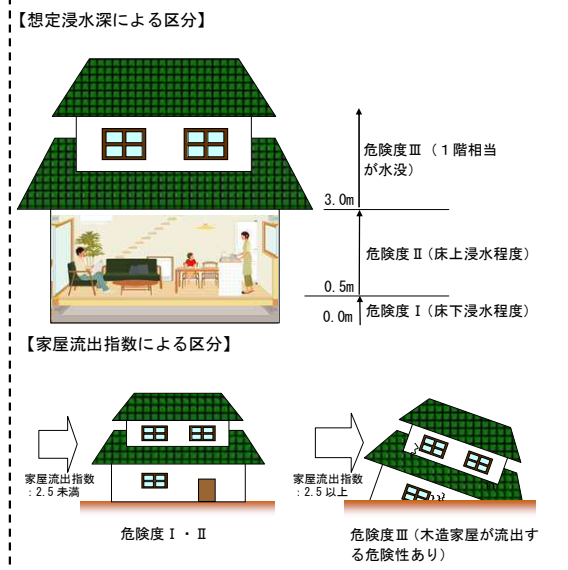 【想定浸水深による区分】
危険度Ⅲ（１階相当
が水没）
3.0m
危険度Ⅱ（床上浸水程度）
0.5m
0.0m
危険度Ⅰ（床下浸水程度）
【家屋流出指数による区分】
家屋流出指数
：2.5 未満
家屋流出指数
：2.5 以上
危険度Ⅰ・Ⅱ
危険度Ⅲ（木造家屋が流出す
る危険性あり）